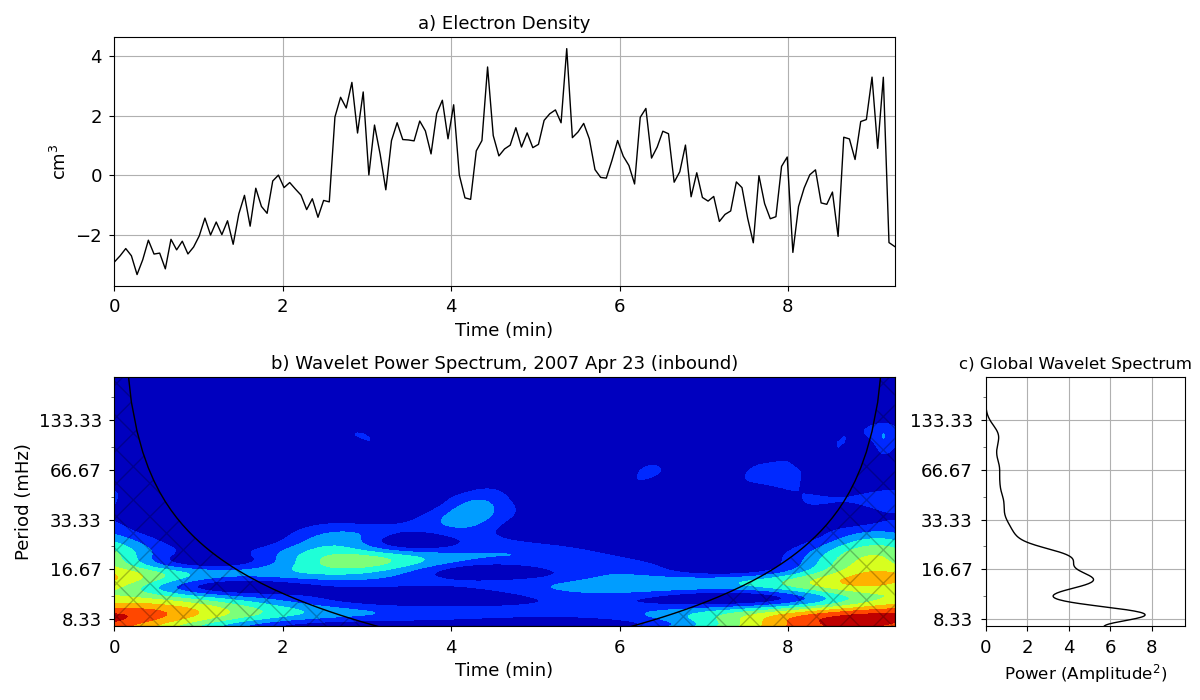 a) Electron Density
4
2
0
−2
cm³
0 2 4 6 8
Time (min)
b) Wavelet Power Spectrum, 2007 Apr 23 (inbound)
133.33
66.67
33.33
16.67
8.33
Period (mHz)
0 2 4 6 8
Time (min)
c) Global Wavelet Spectrum
133.33
66.67
33.33
16.67
8.33
0 2 4 6 8
Power (Amplitude²)